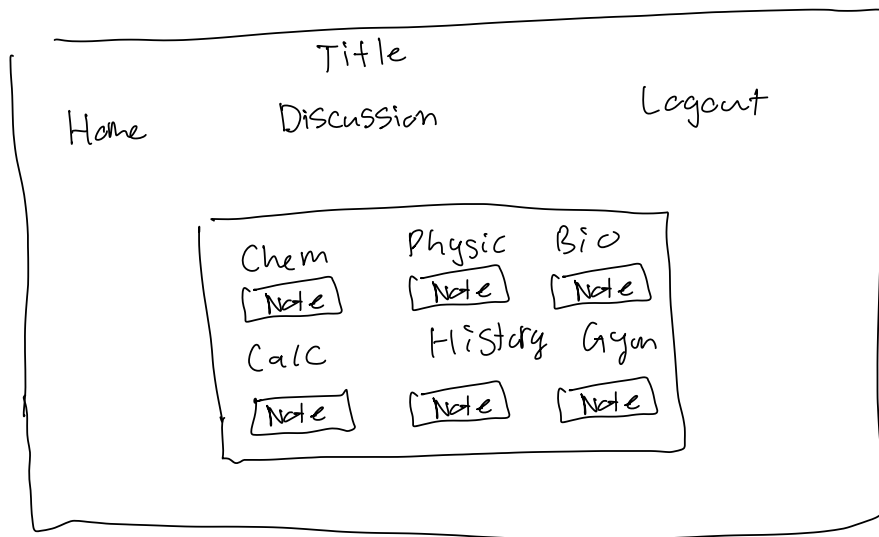 Title
Home Discussion Logout
Chem Physic Bio
Note Note Note
Calc History Gym
Note Note Note